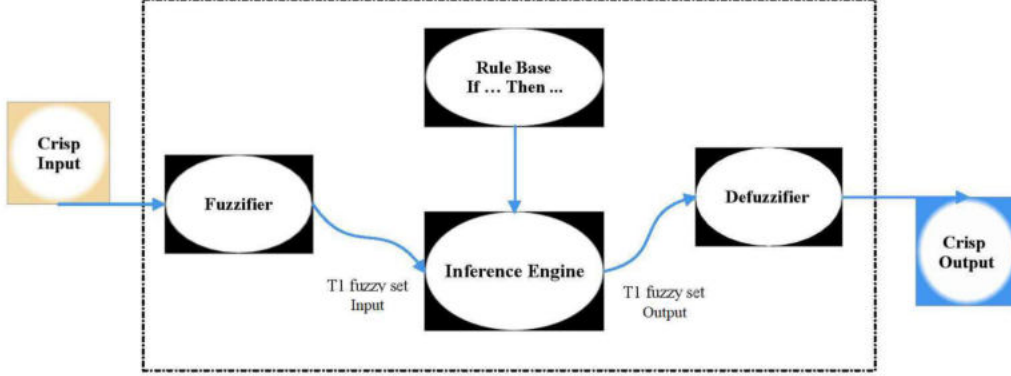 Rule Base
If ... Then ...
Crisp
Input
Fuzzifier
Defuzzifier
Inference Engine
Crisp
Output
T1 fuzzy set
Input
T1 fuzzy set
Output